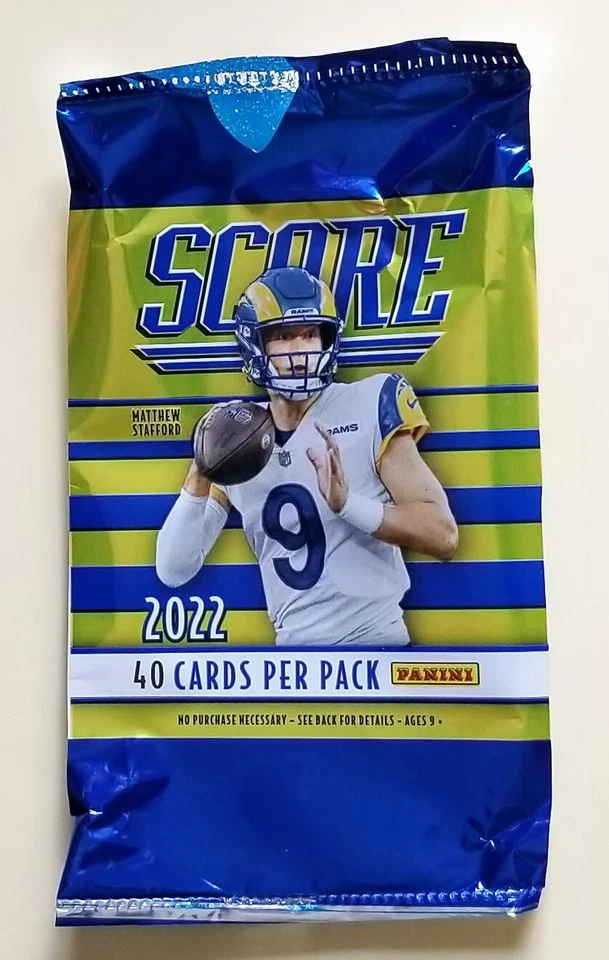 SCORE
RAMS
MATTHEW
STAFFORD
RAMS
9
2022
40 CARDS PER PACK PANINI
NO PURCHASE NECESSARY – SEE BACK FOR DETAILS – AGES 9+